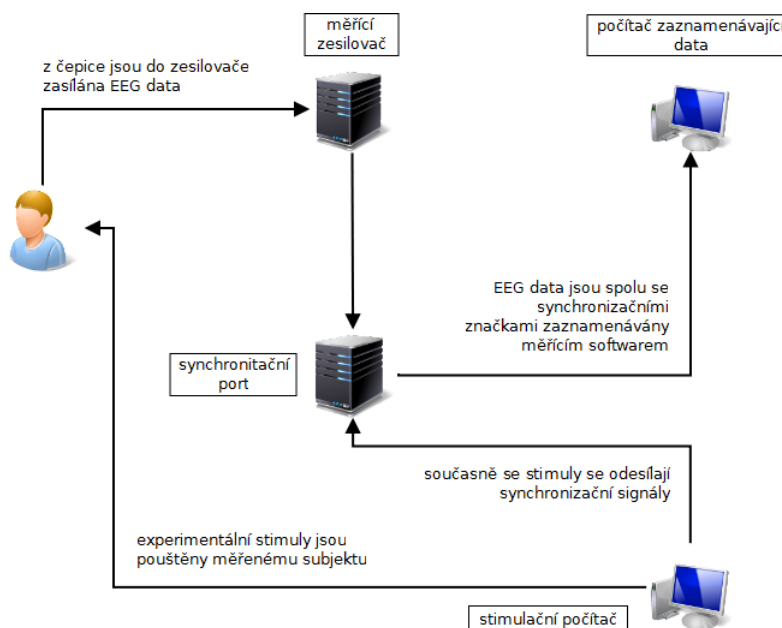 měřící
zesilovač
počítač zaznamenávající
data
z čepice jsou do zesilovače
zasílána EEG data
EEG data jsou spolu se
synchronizačními
značkami zaznamenávány
měřícím softwarem
synchronitační
port
současně se stimuly se odesílají
synchronizační signály
experimentální stimuly jsou
pouštěny měřenému subjektu
stimulační počítač